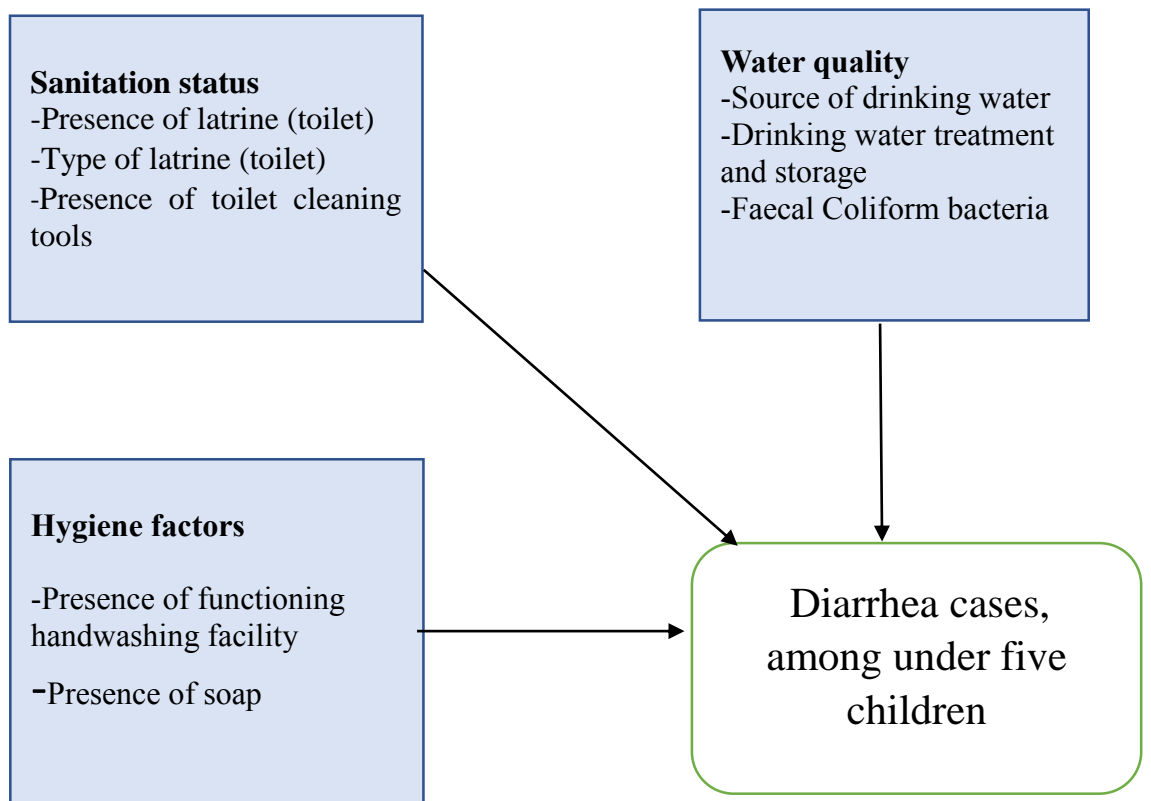 Sanitation status
-Presence of latrine (toilet)
-Type of latrine (toilet)
-Presence of toilet cleaning
tools
Water quality
-Source of drinking water
-Drinking water treatment
and storage
-Faecal Coliform bacteria
Hygiene factors
-Presence of functioning
handwashing facility
-Presence of soap
Diarrhea cases,
among under five
children